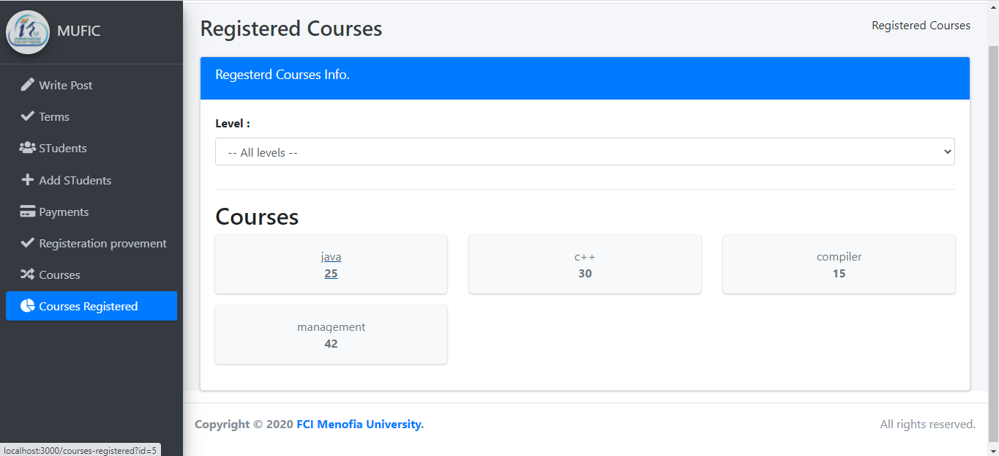 MUFIC
Write Post
Terms
STudents
Add STudents
Payments
Registeration provement
Courses
Courses Registered
Registered Courses
Registered Courses
Regesterd Courses Info.
Level :
-- All levels --
Courses
java
25
c++
30
compiler
15
management
42
Copyright © 2020 FCI Menofia University.
All rights reserved.
localhost:3000/courses-registered?id=5